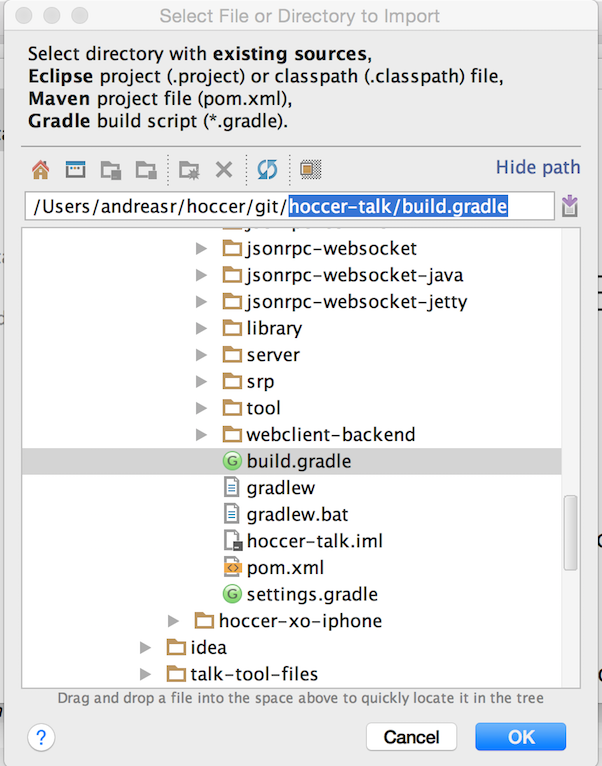 Select File or Directory to Import
Select directory with existing sources,
Eclipse project (.project) or classpath (.classpath) file,
Maven project file (pom.xml),
Gradle build script (*.gradle).
Hide path
/Users/andreasr/hoccer/git/hoccer-talk/build.gradle
jsonrpc-websocket
jsonrpc-websocket-java
jsonrpc-websocket-jetty
library
server
srp
tool
webclient-backend
G build.gradle
gradlew
gradlew.bat
hoccer-talk.iml
pom.xml
G settings.gradle
hoccer-xo-iphone
idea
talk-tool-files
Drag and drop a file into the space above to quickly locate it in the tree
? Cancel OK